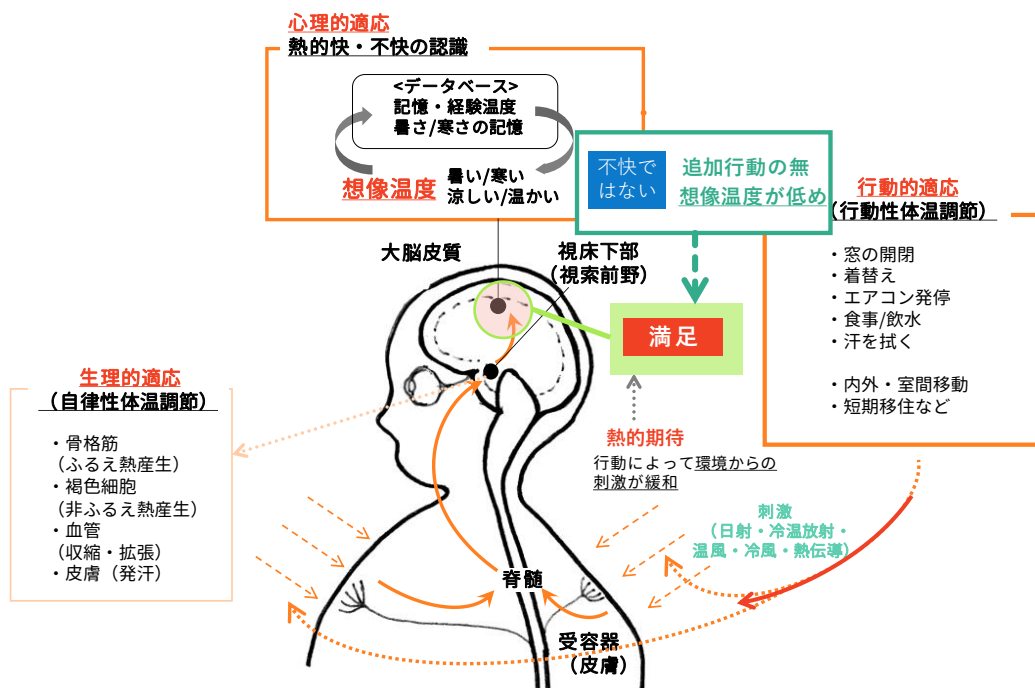 心理的適応
熱的快・不快の認識
<データベース>
記憶・経験温度
暑さ/寒さの記憶
想像温度
暑い/寒い
涼しい/温かい
不快で
はない
追加行動の無
想像温度が低め
行動的適応
（行動性体温調節）
・窓の開閉
・着替え
・エアコン発停
・食事/飲水
・汗を拭く
・内外・室間移動
・短期移住など
大脳皮質
視床下部
（視索前野）
満足
熱的期待
行動によって環境からの
刺激が緩和
生理的適応
（自律性体温調節）
・骨格筋
（ふるえ熱産生）
・褐色細胞
（非ふるえ熱産生）
・血管
（収縮・拡張）
・皮膚（発汗）
刺激
（日射・冷温放射・
温風・冷風・熱伝導）
脊髄
受容器
（皮膚）